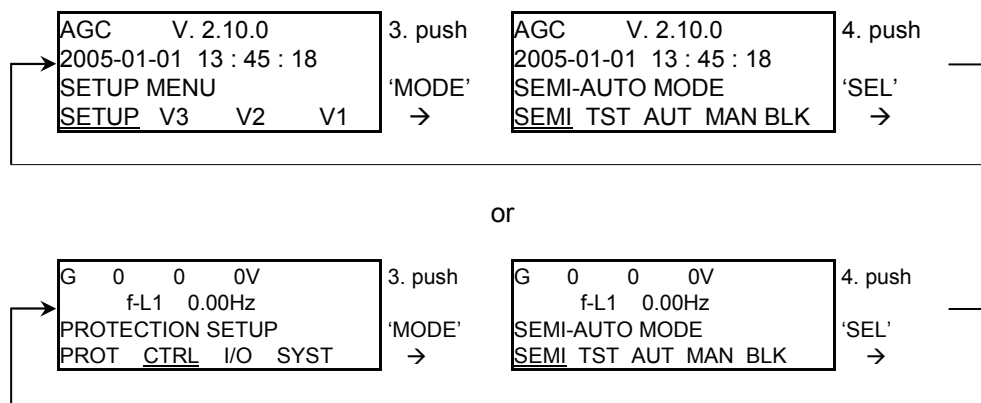 AGC V. 2.10.0
2005-01-01 13 : 45 : 18
SETUP MENU
SETUP V3 V2 V1
3. push
‘MODE’
→
AGC V. 2.10.0
2005-01-01 13 : 45 : 18
SEMI-AUTO MODE
SEMI TST AUT MAN BLK
4. push
‘SEL’
→
or
G 0 0 0V
f-L1 0.00Hz
PROTECTION SETUP
PROT CTRL I/O SYST
3. push
‘MODE’
→
G 0 0 0V
f-L1 0.00Hz
SEMI-AUTO MODE
SEMI TST AUT MAN BLK
4. push
‘SEL’
→